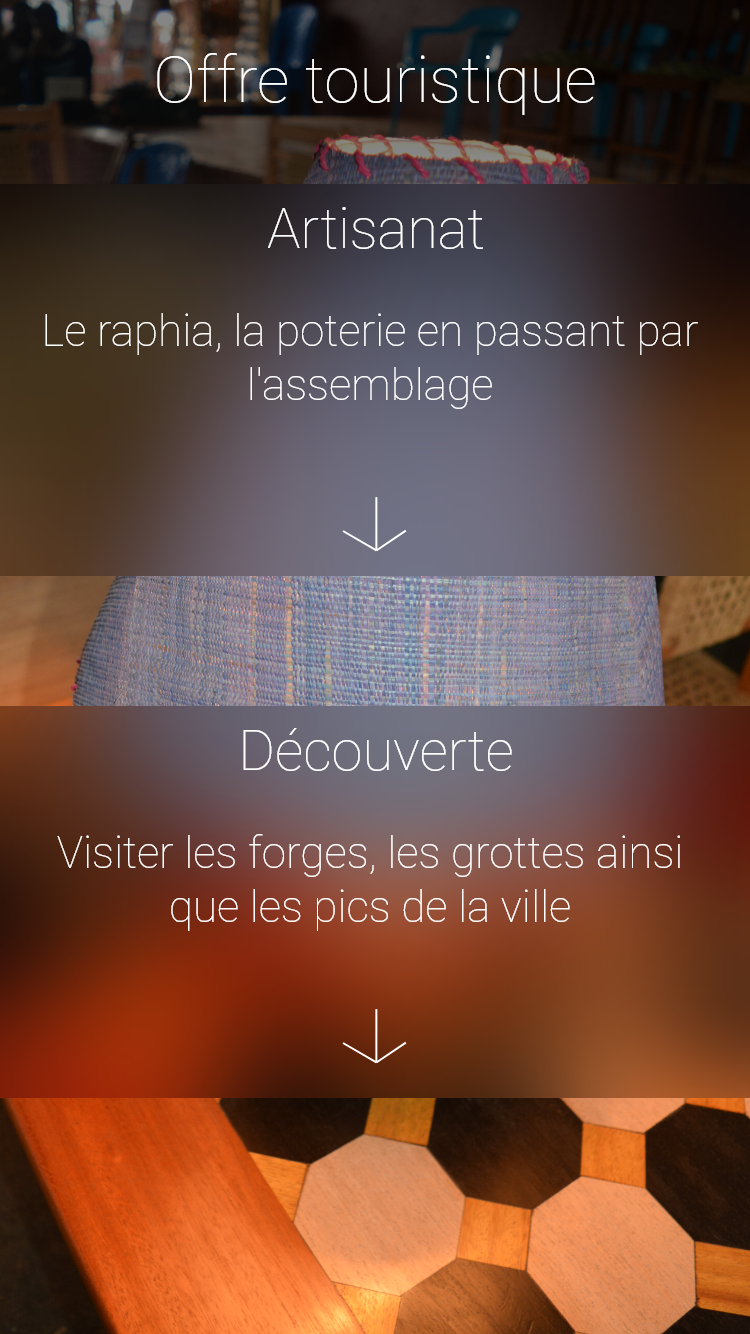 Offre touristique
Artisanat
Le raphia, la poterie en passant par
l'assemblage
Découverte
Visiter les forges, les grottes ainsi
que les pics de la ville